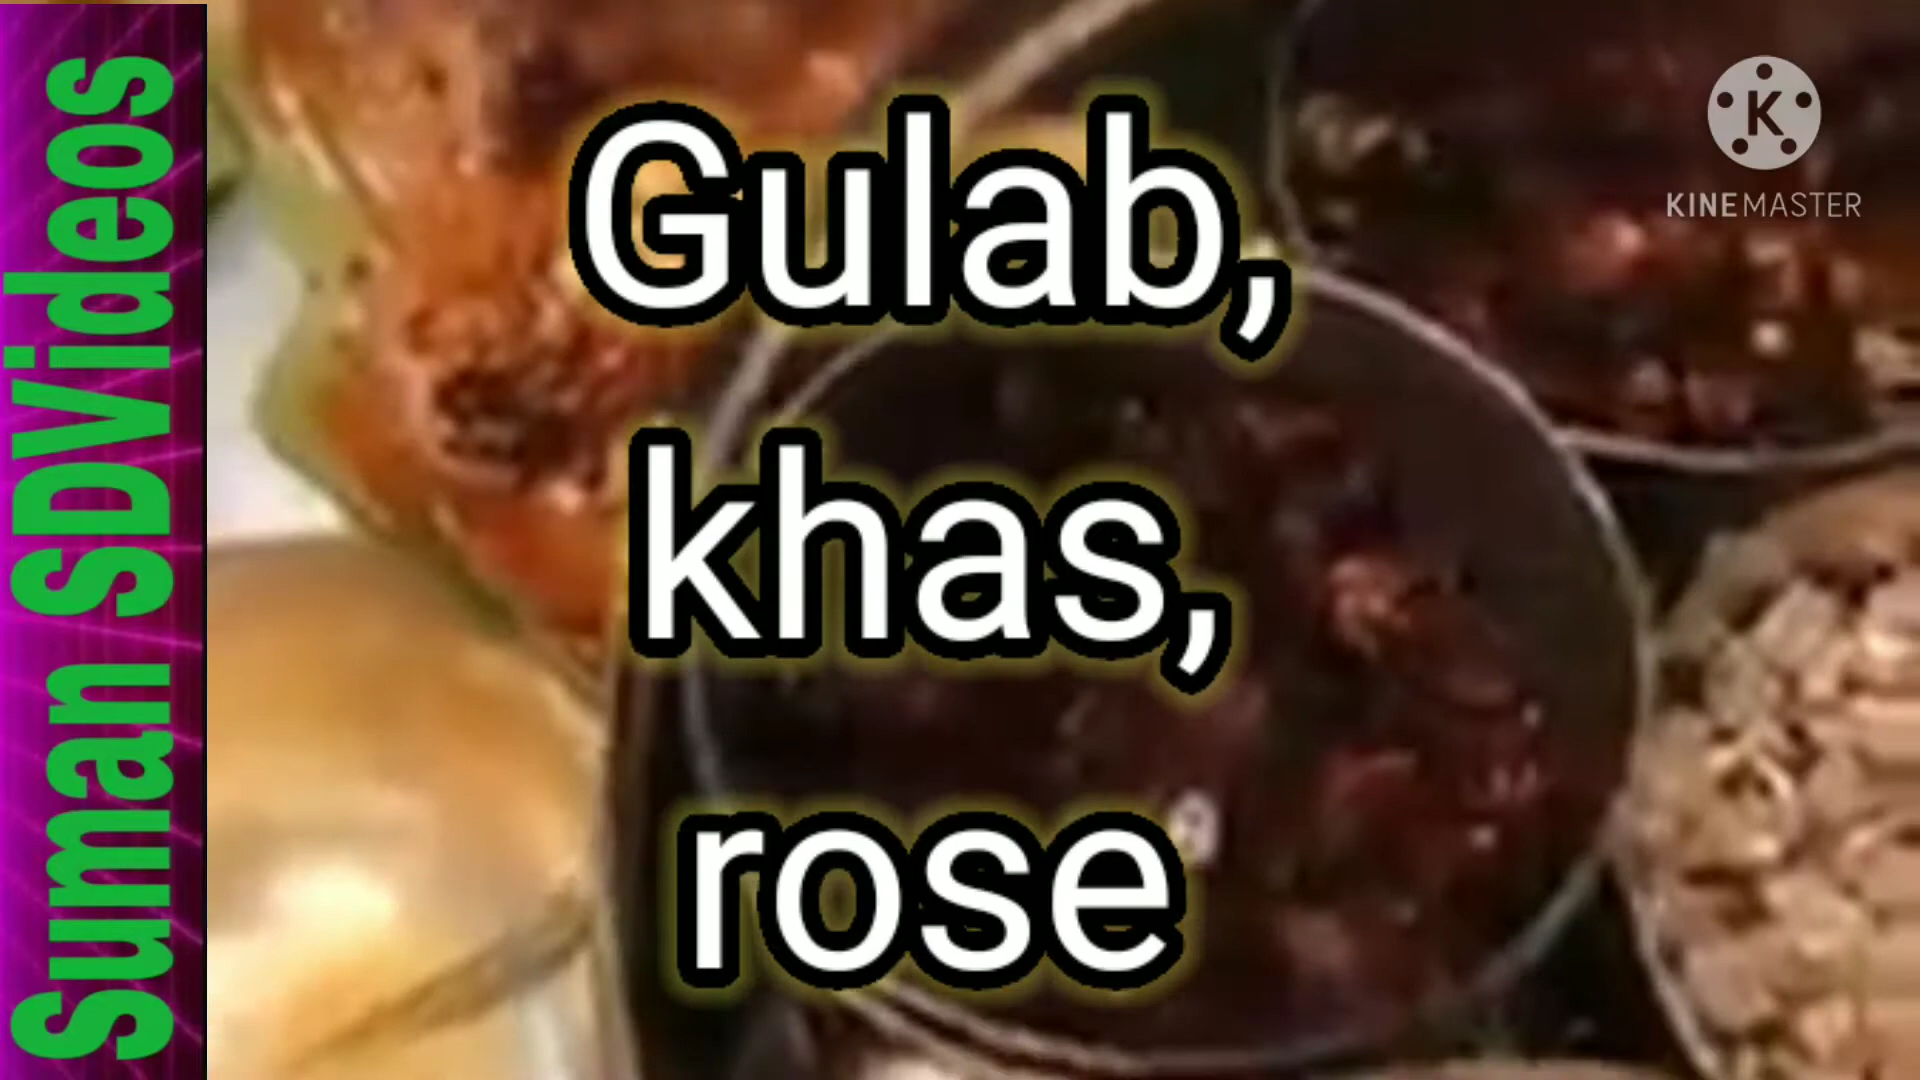 Suman SDVideos
Gulab,
khas,
rose
K
KINEMASTER